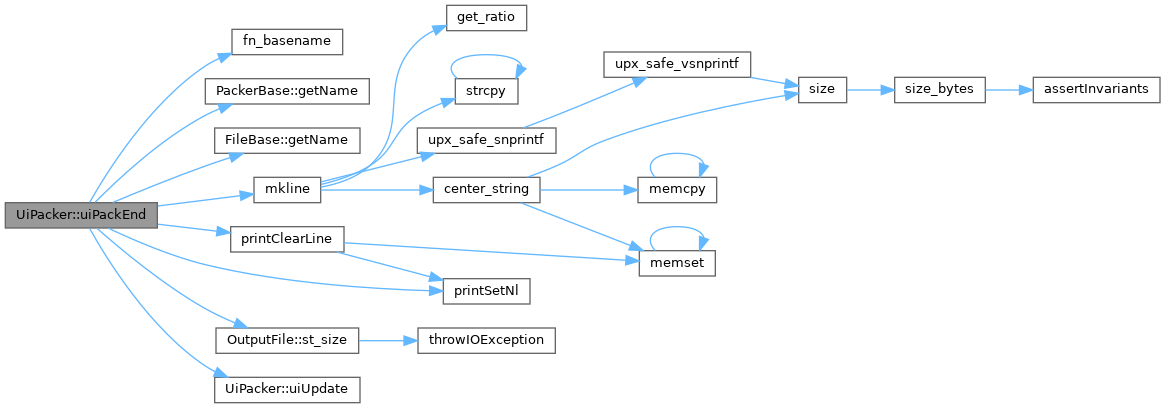 UiPacker::uiPackEnd
fn_basename
PackerBase::getName
FileBase::getName
mkline
printClearLine
OutputFile::st_size
UiPacker::uiUpdate
get_ratio
strcpy
upx_safe_snprintf
center_string
printSetNl
throwIOException
upx_safe_vsnprintf
memcpy
memset
size
size_bytes
assertInvariants